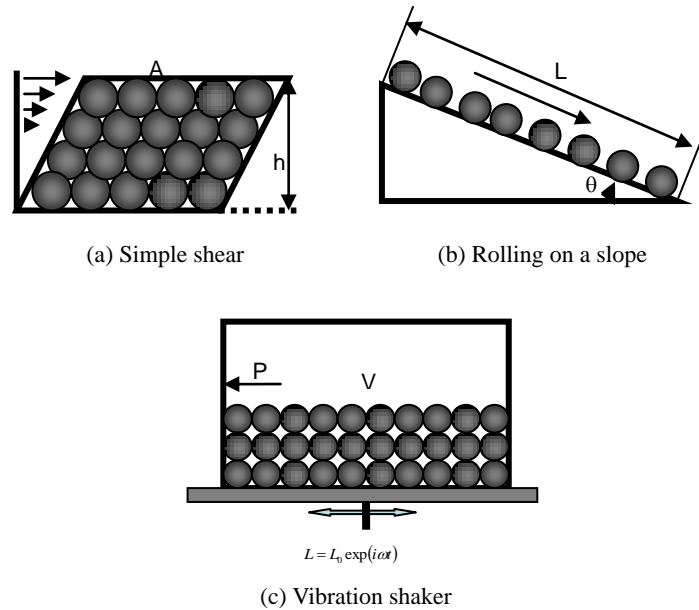 A
h
(a) Simple shear
L
θ
(b) Rolling on a slope
P
V
L = L₀ exp(iωt)
(c) Vibration shaker